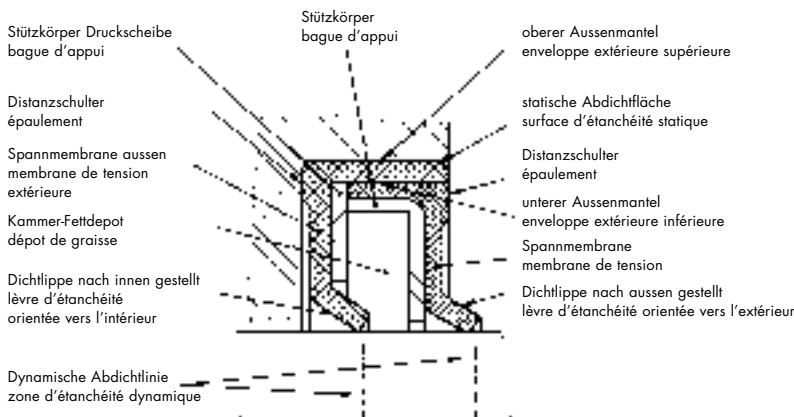 Stützkörper Druckscheibe
bague d'appui
Distanzschulter
épaulement
Spannmembrane aussen
membrane de tension
extérieure
Kammer-Fettdepot
dépôt de graisse
Dichtlippe nach innen gestellt
lèvre d'étanchéité
orientée vers l'intérieur
Dynamische Abdichtlinie
zone d'étanchéité dynamique
Stützkörper
bague d'appui
oberer Aussenmantel
enveloppe extérieure supérieure
statische Abdichtfläche
surface d'étanchéité statique
Distanzschulter
épaulement
unterer Aussenmantel
enveloppe extérieure inférieure
Spannmembrane
membrane de tension
Dichtlippe nach aussen gestellt
lèvre d'étanchéité orientée vers l'extérieur